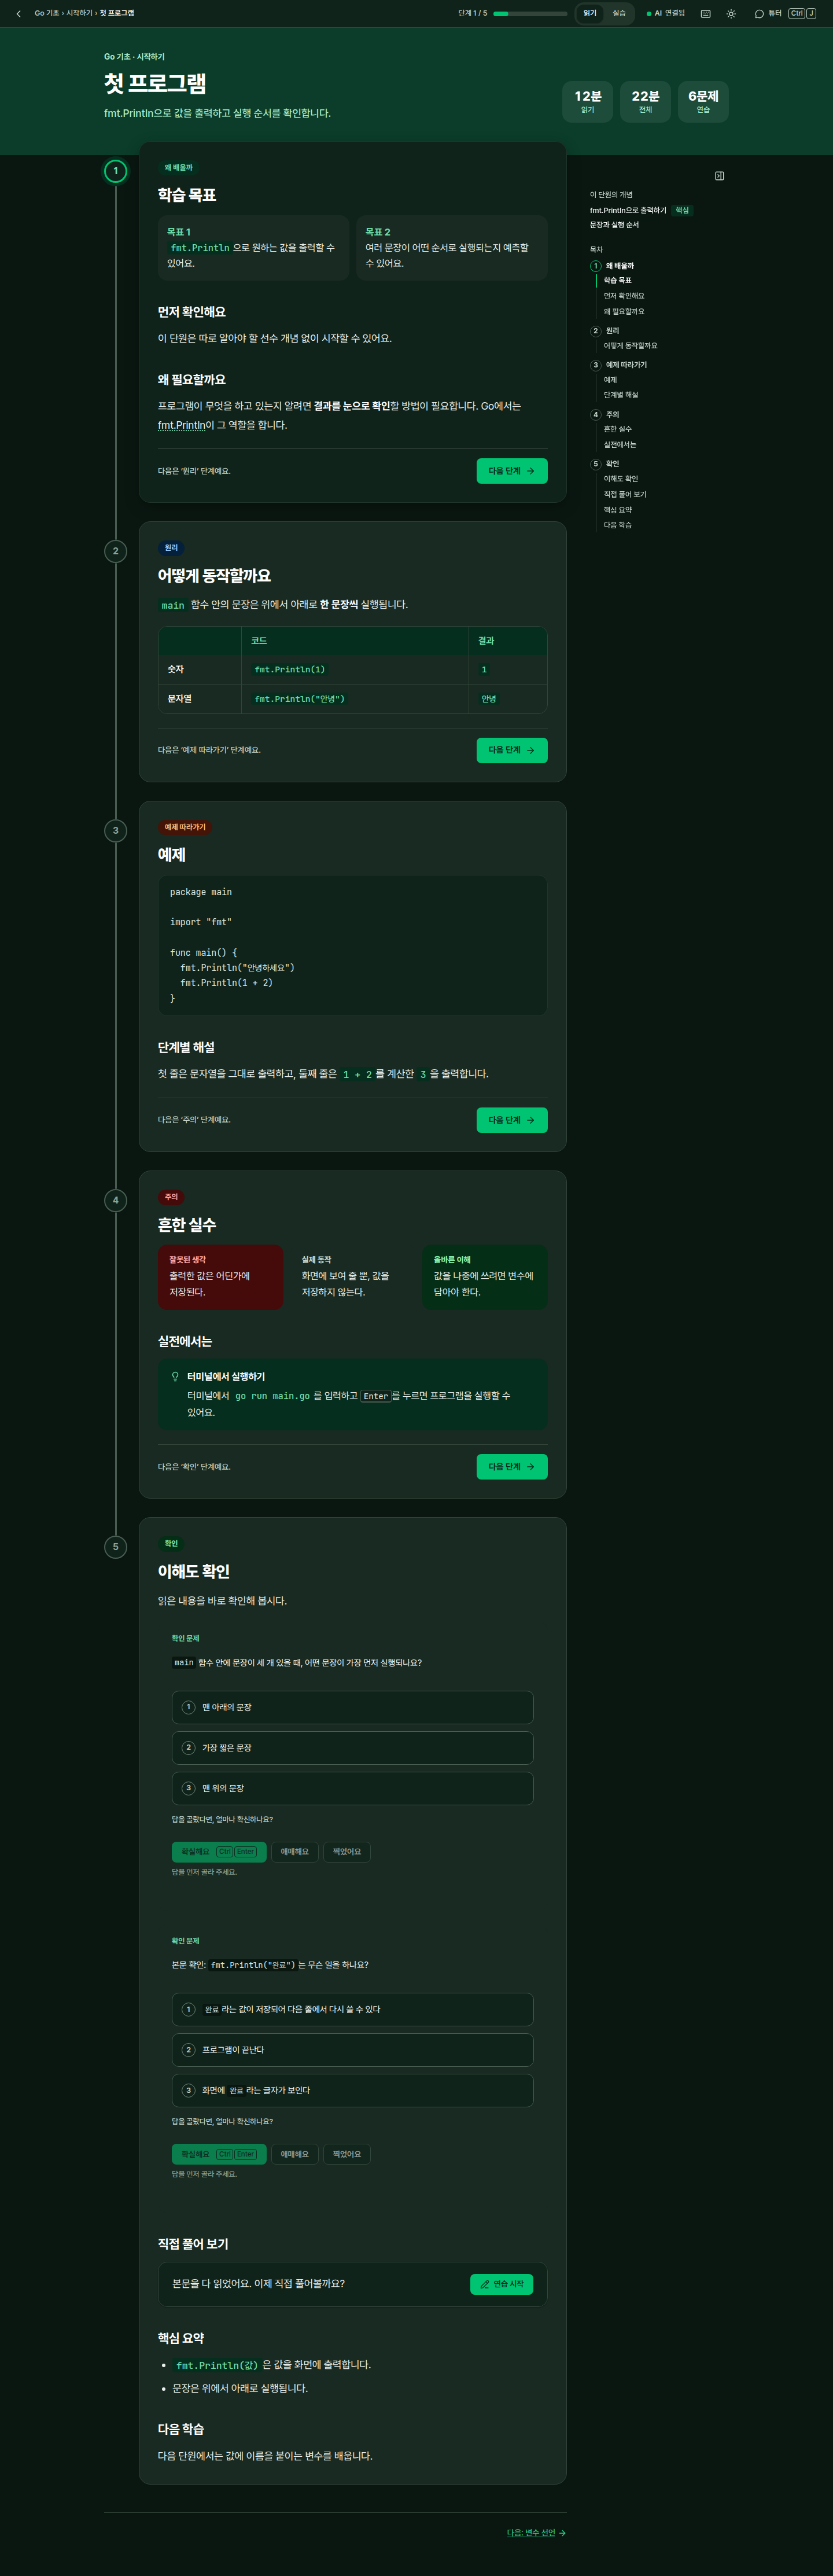 Go 기초 › 시작하기 › 첫 프로그램
단계 1 / 5
읽기
실습
AI 연결됨
튜터 Ctrl J
Go 기초 · 시작하기
첫 프로그램
fmt.Println으로 값을 출력하고 실행 순서를 확인합니다.
12분
읽기
22분
전체
6문제
연습
1
왜 배울까
학습 목표
목표 1
fmt.Println으로 원하는 값을 출력할 수
있어요.
목표 2
여러 문장이 어떤 순서로 실행되는지 예측할
수 있어요.
먼저 확인해요
이 단원은 따로 알아야 할 선수 개념 없이 시작할 수 있어요.
왜 필요할까요
프로그램이 무엇을 하고 있는지 알려면 결과를 눈으로 확인할 방법이 필요합니다. Go에서는
fmt.Println이 그 역할을 합니다.
다음은 ‘원리’ 단계예요.
다음 단계
이 단원의 개념
fmt.Println으로 출력하기 핵심
문장과 실행 순서
목차
1 왜 배울까
학습 목표
먼저 확인해요
왜 필요할까요
2 원리
어떻게 동작할까요
3 예제 따라가기
예제
단계별 해설
4 주의
흔한 실수
실전에서는
5 확인
이해도 확인
직접 풀어 보기
핵심 요약
다음 학습
2
원리
어떻게 동작할까요
main 함수 안의 문장은 위에서 아래로 한 문장씩 실행됩니다.
코드 결과
숫자 fmt.Println(1) 1
문자열 fmt.Println("안녕") 안녕
다음은 ‘예제 따라가기’ 단계예요.
다음 단계
3
예제 따라가기
예제
package main
import "fmt"
func main() {
fmt.Println("안녕하세요")
fmt.Println(1 + 2)
}
단계별 해설
첫 줄은 문자열을 그대로 출력하고, 둘째 줄은 1 + 2를 계산한 3을 출력합니다.
다음은 ‘주의’ 단계예요.
다음 단계
4
주의
흔한 실수
잘못된 생각
출력한 값은 어딘가에
저장된다.
실제 동작
화면에 보여 줄 뿐, 값을
저장하지 않는다.
올바른 이해
값을 나중에 쓰려면 변수에
담아야 한다.
실전에서는
터미널에서 실행하기
터미널에서 go run main.go를 입력하고 Enter를 누르면 프로그램을 실행할 수
있어요.
다음은 ‘확인’ 단계예요.
다음 단계
5
확인
이해도 확인
읽은 내용을 바로 확인해 봅시다.
확인 문제
main 함수 안에 문장이 세 개 있을 때, 어떤 문장이 가장 먼저 실행되나요?
1 맨 아래의 문장
2 가장 짧은 문장
3 맨 위의 문장
답을 골랐다면, 얼마나 확신하나요?
확실해요 Ctrl Enter
애매해요
찍었어요
답을 먼저 골라 주세요.
확인 문제
본문 확인: fmt.Println("완료")는 무슨 일을 하나요?
1 완료라는 값이 저장되어 다음 줄에서 다시 쓸 수 있다
2 프로그램이 끝난다
3 화면에 완료라는 글자가 보인다
답을 골랐다면, 얼마나 확신하나요?
확실해요 Ctrl Enter
애매해요
찍었어요
답을 먼저 골라 주세요.
직접 풀어 보기
본문을 다 읽었어요. 이제 직접 풀어볼까요?
연습 시작
핵심 요약
• fmt.Println(값)은 값을 화면에 출력합니다.
• 문장은 위에서 아래로 실행됩니다.
다음 학습
다음 단원에서는 값에 이름을 붙이는 변수를 배웁니다.
다음: 변수 선언 →